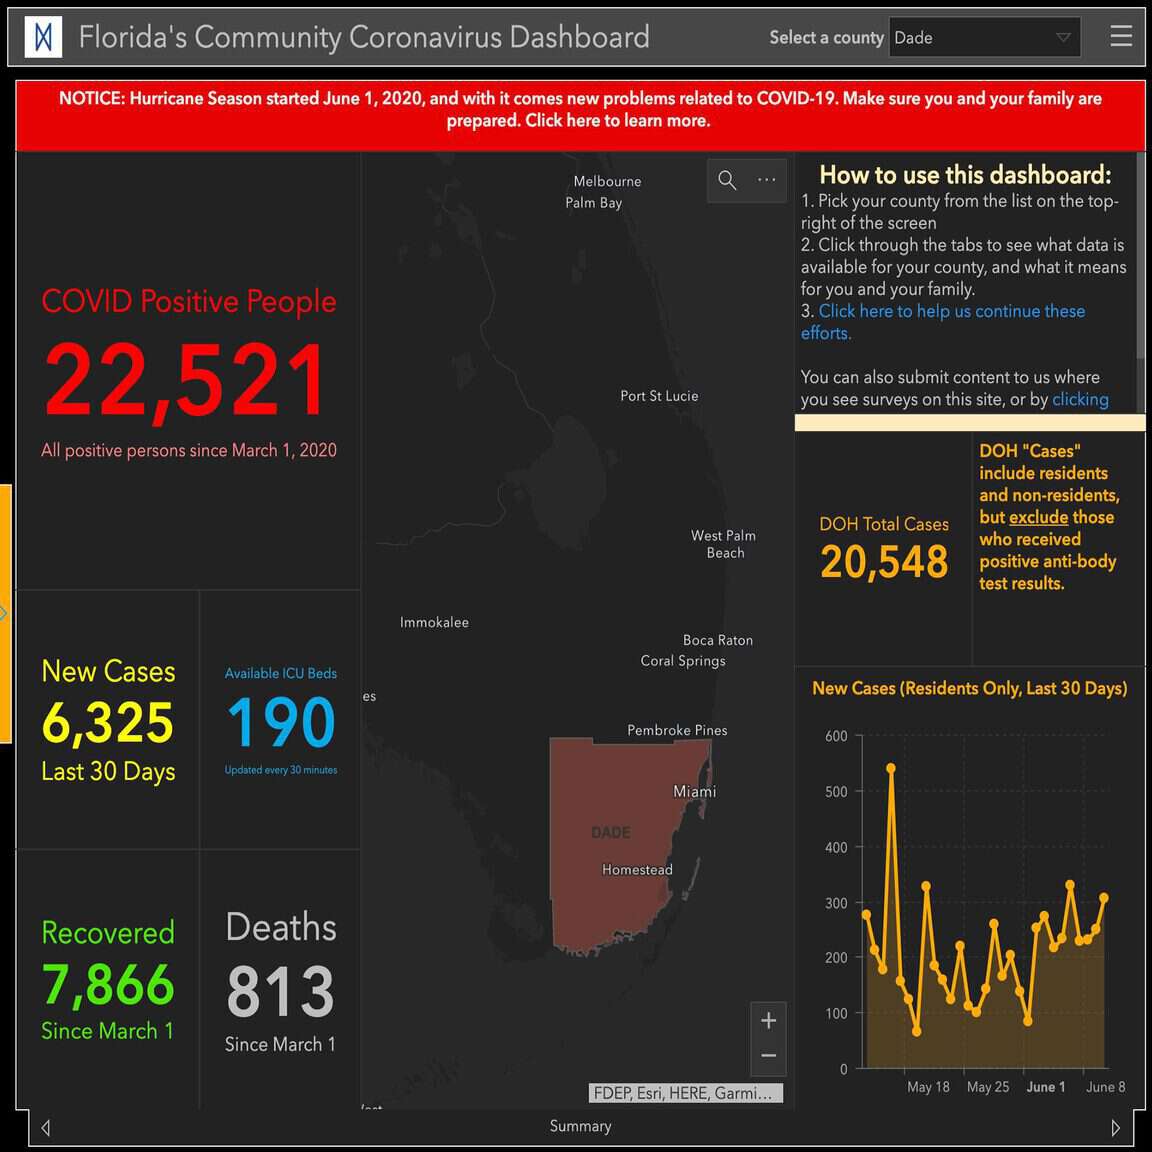 Florida's Community Coronavirus Dashboard
Select a county
Dade
NOTICE: Hurricane Season started June 1, 2020, and with it comes new problems related to COVID-19. Make sure you and your family are
prepared. Click here to learn more.
COVID Positive People
22,521
All positive persons since March 1, 2020
New Cases
6,325
Last 30 Days
Available ICU Beds
190
Updated every 30 minutes
Recovered
7,866
Since March 1
Deaths
813
Since March 1
Melbourne
Palm Bay
Port St Lucie
West Palm
Beach
Immokalee
Boca Raton
Coral Springs
es
Pembroke Pines
Miami
DADE
Homestead
+
−
FDEP, Esri, HERE, Garmi...
How to use this dashboard:
1. Pick your county from the list on the top-
right of the screen
2. Click through the tabs to see what data is
available for your county, and what it means
for you and your family.
3. Click here to help us continue these
efforts.
You can also submit content to us where
you see surveys on this site, or by clicking
DOH Total Cases
20,548
DOH "Cases"
include residents
and non-residents,
but exclude those
who received
positive anti-body
test results.
New Cases (Residents Only, Last 30 Days)
600
500
400
300
200
100
0
May 18 May 25 June 1 June 8
Summary